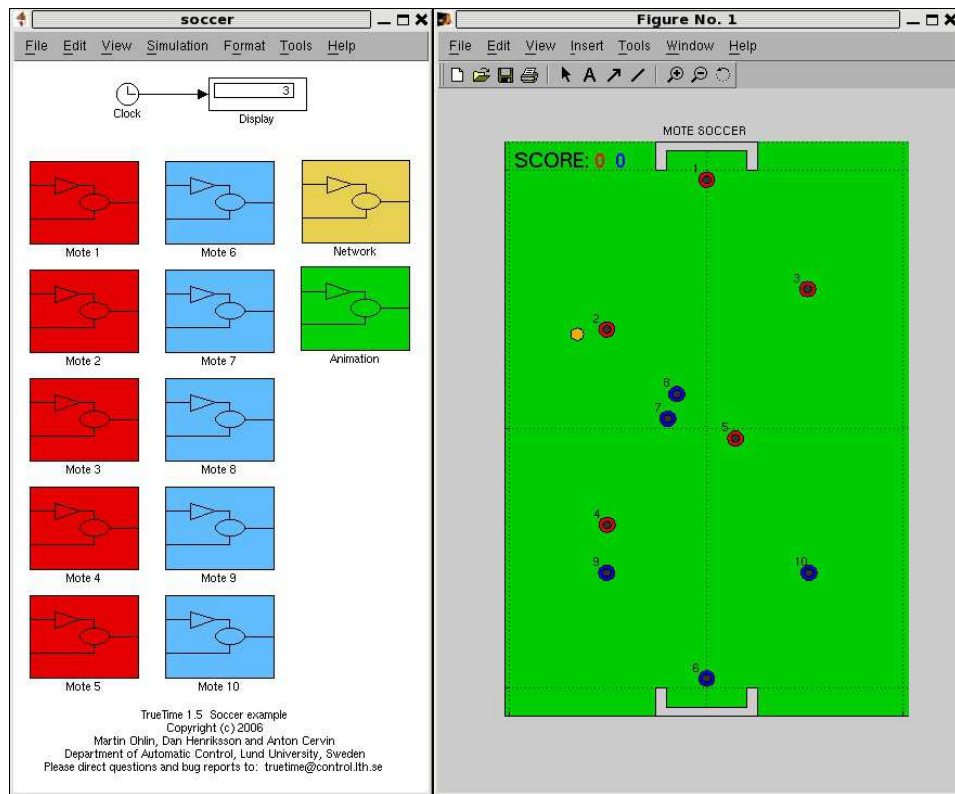 soccer
File Edit View Simulation Format Tools Help
3
Clock
Display
Mote 1
Mote 6
Network
Mote 2
Mote 7
Animation
Mote 3
Mote 8
Mote 4
Mote 9
Mote 5
Mote 10
TrueTime 1.5 Soccer example
Copyright (c) 2006
Martin Ohlin, Dan Henriksson and Anton Cervin
Department of Automatic Control, Lund University, Sweden
Please direct questions and bug reports to: truetime@control.lth.se
Figure No. 1
File Edit View Insert Tools Window Help
A
MOTE SOCCER
SCORE: 0 0
1
3
2
8
7
5
4
9
10
6